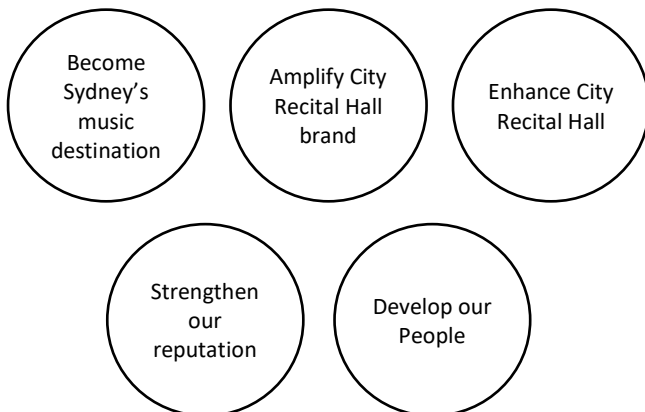 Become
Sydney’s
music
destination
Amplify City
Recital Hall
brand
Enhance City
Recital Hall
Strengthen
our
reputation
Develop our
People